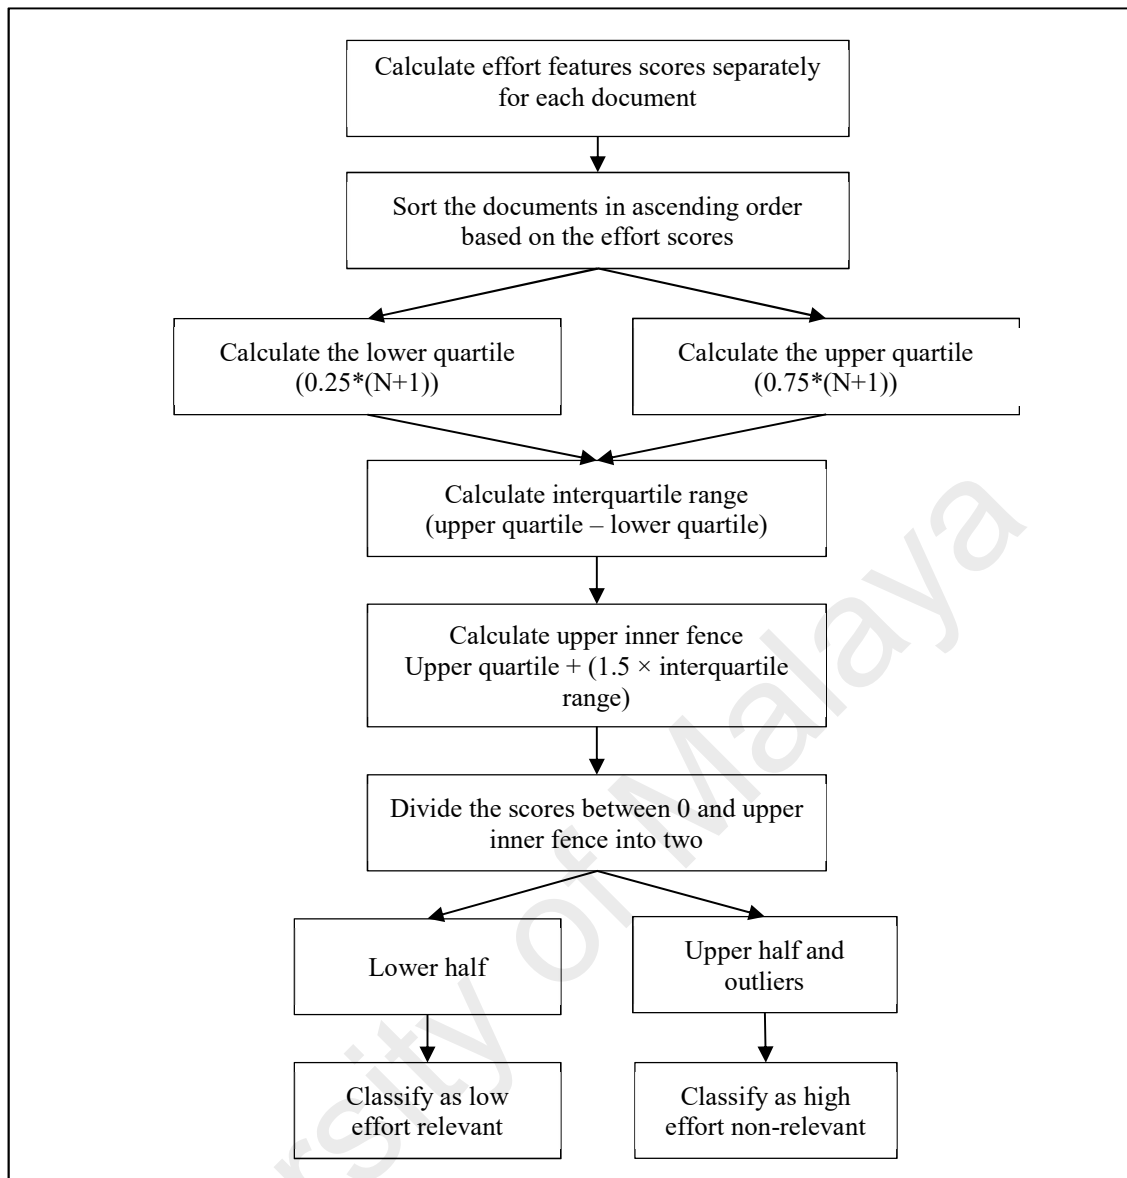 Calculate effort features scores separately
for each document
Sort the documents in ascending order
based on the effort scores
Calculate the lower quartile
(0.25*(N+1))
Calculate the upper quartile
(0.75*(N+1))
Calculate interquartile range
(upper quartile – lower quartile)
Calculate upper inner fence
Upper quartile + (1.5 × interquartile
range)
Divide the scores between 0 and upper
inner fence into two
Lower half
Upper half and
outliers
Classify as low
effort relevant
Classify as high
effort non-relevant
ersity of Malaya